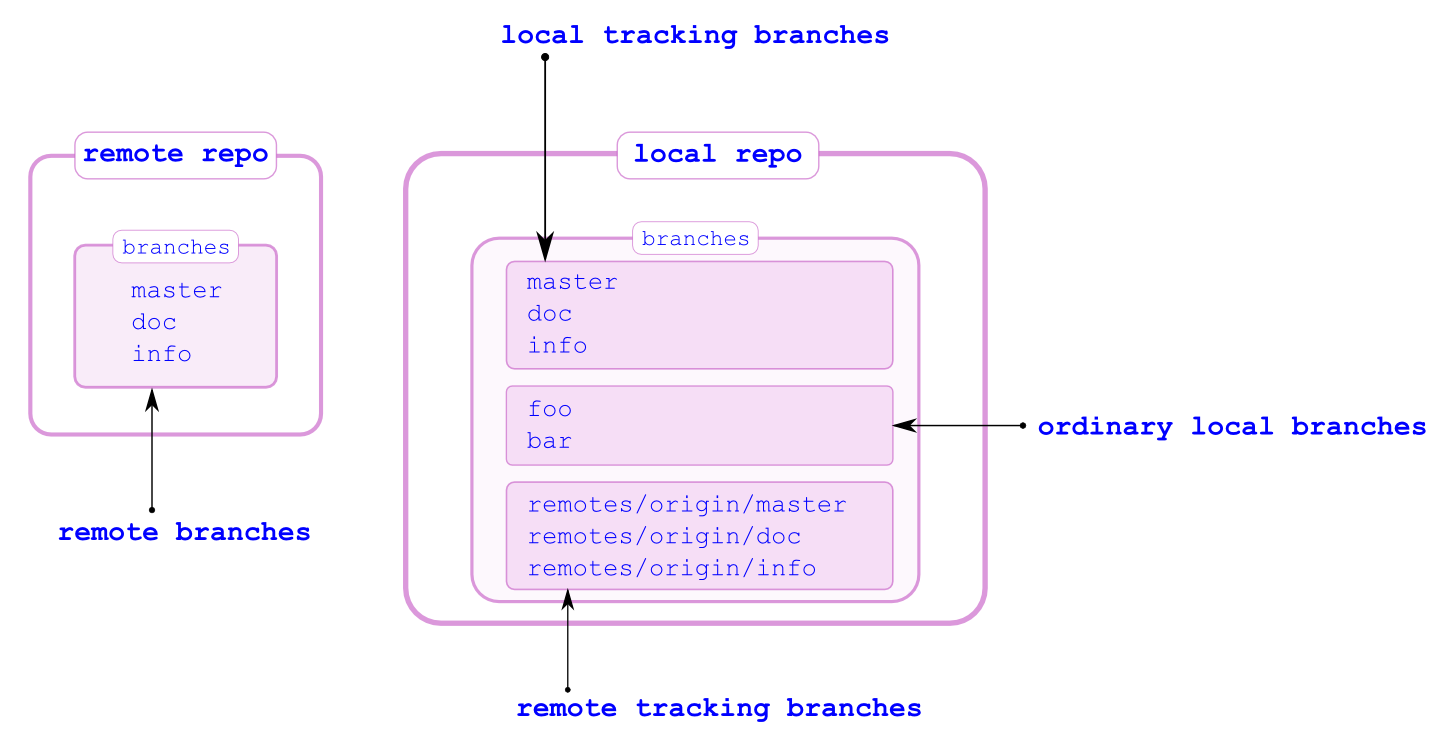 local tracking branches
remote repo
branches
master
doc
info
remote branches
local repo
branches
master
doc
info
foo
bar
ordinary local branches
remotes/origin/master
remotes/origin/doc
remotes/origin/info
remote tracking branches